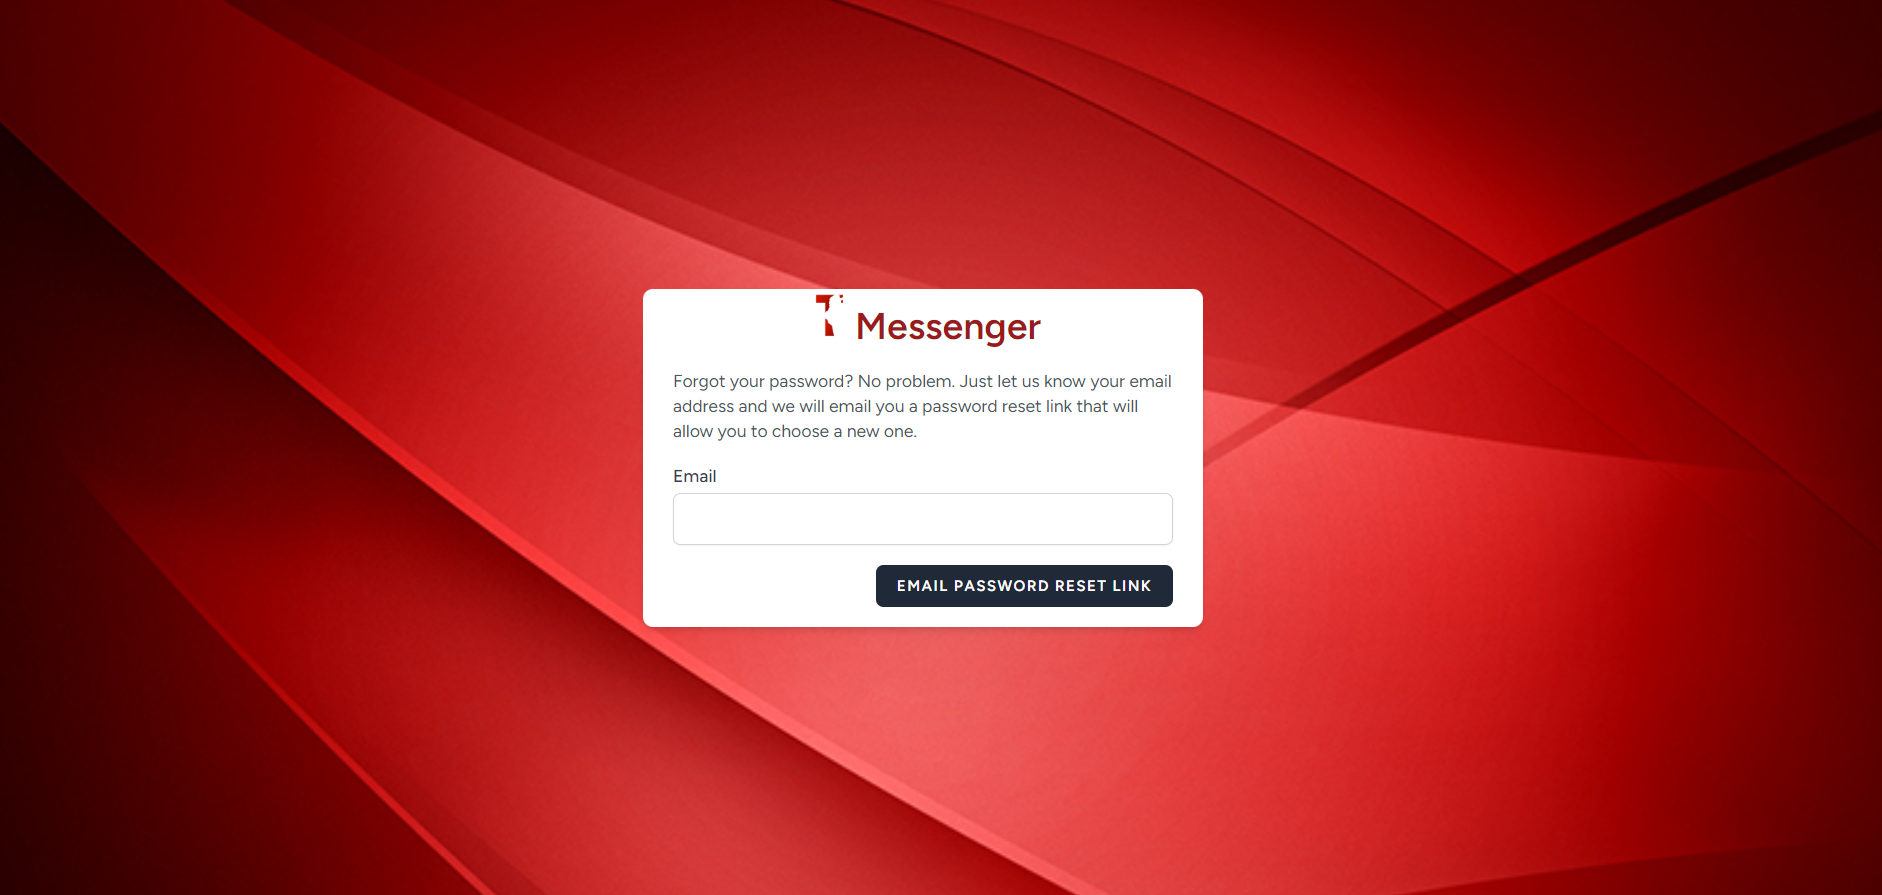 Messenger
Forgot your password? No problem. Just let us know your email
address and we will email you a password reset link that will
allow you to choose a new one.
Email
EMAIL PASSWORD RESET LINK